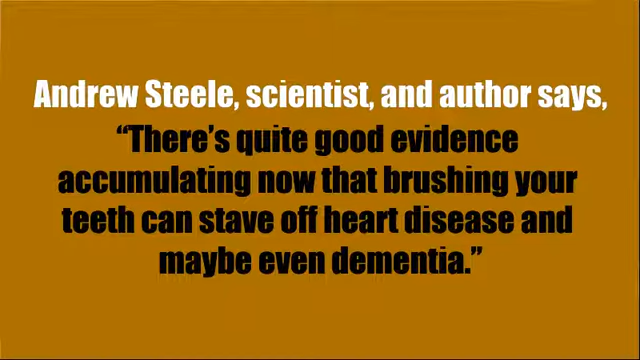 Andrew Steele, scientist, and author says,
“There’s quite good evidence
accumulating now that brushing your
teeth can stave off heart disease and
maybe even dementia.”